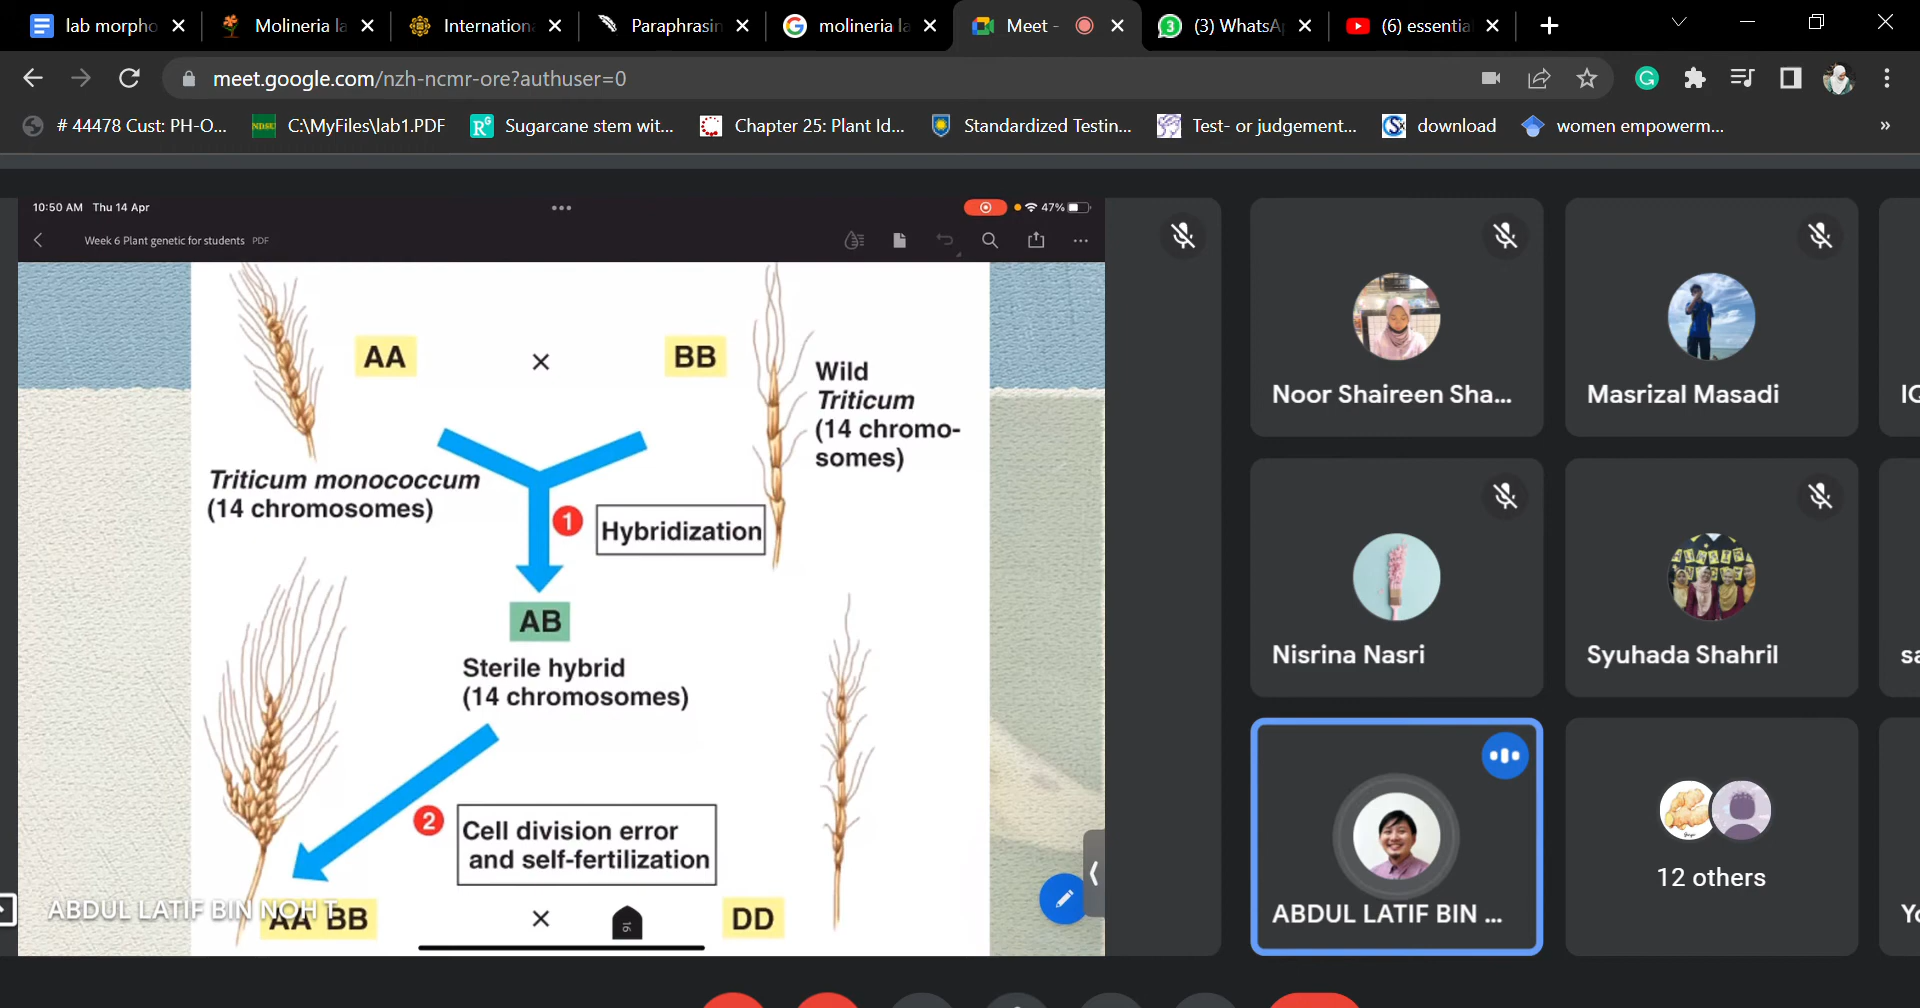 lab morpho
Molineria la
Internationa
Paraphrasin
molineria la
Meet -
(3) WhatsA
(6) essentia
meet.google.com/nzh-ncmr-ore?authuser=0
# 44478 Cust: PH-O...
C:\MyFiles\lab1.PDF
Sugarcane stem wit...
Chapter 25: Plant Id...
Standardized Testin...
Test- or judgement...
download
women empowerm...
»
10:50 AM Thu 14 Apr
47%
Week 6 Plant genetic for students PDF
AA
×
BB
Wild
Triticum
(14 chromo-
somes)
Triticum monococcum
(14 chromosomes)
1
Hybridization
AB
Sterile hybrid
(14 chromosomes)
2
Cell division error
and self-fertilization
ABDUL LATIF BIN NOH T
AA BB
×
16
DD
Noor Shaireen Sha...
Masrizal Masadi
Nisrina Nasri
Syuhada Shahril
ABDUL LATIF BIN ...
12 others